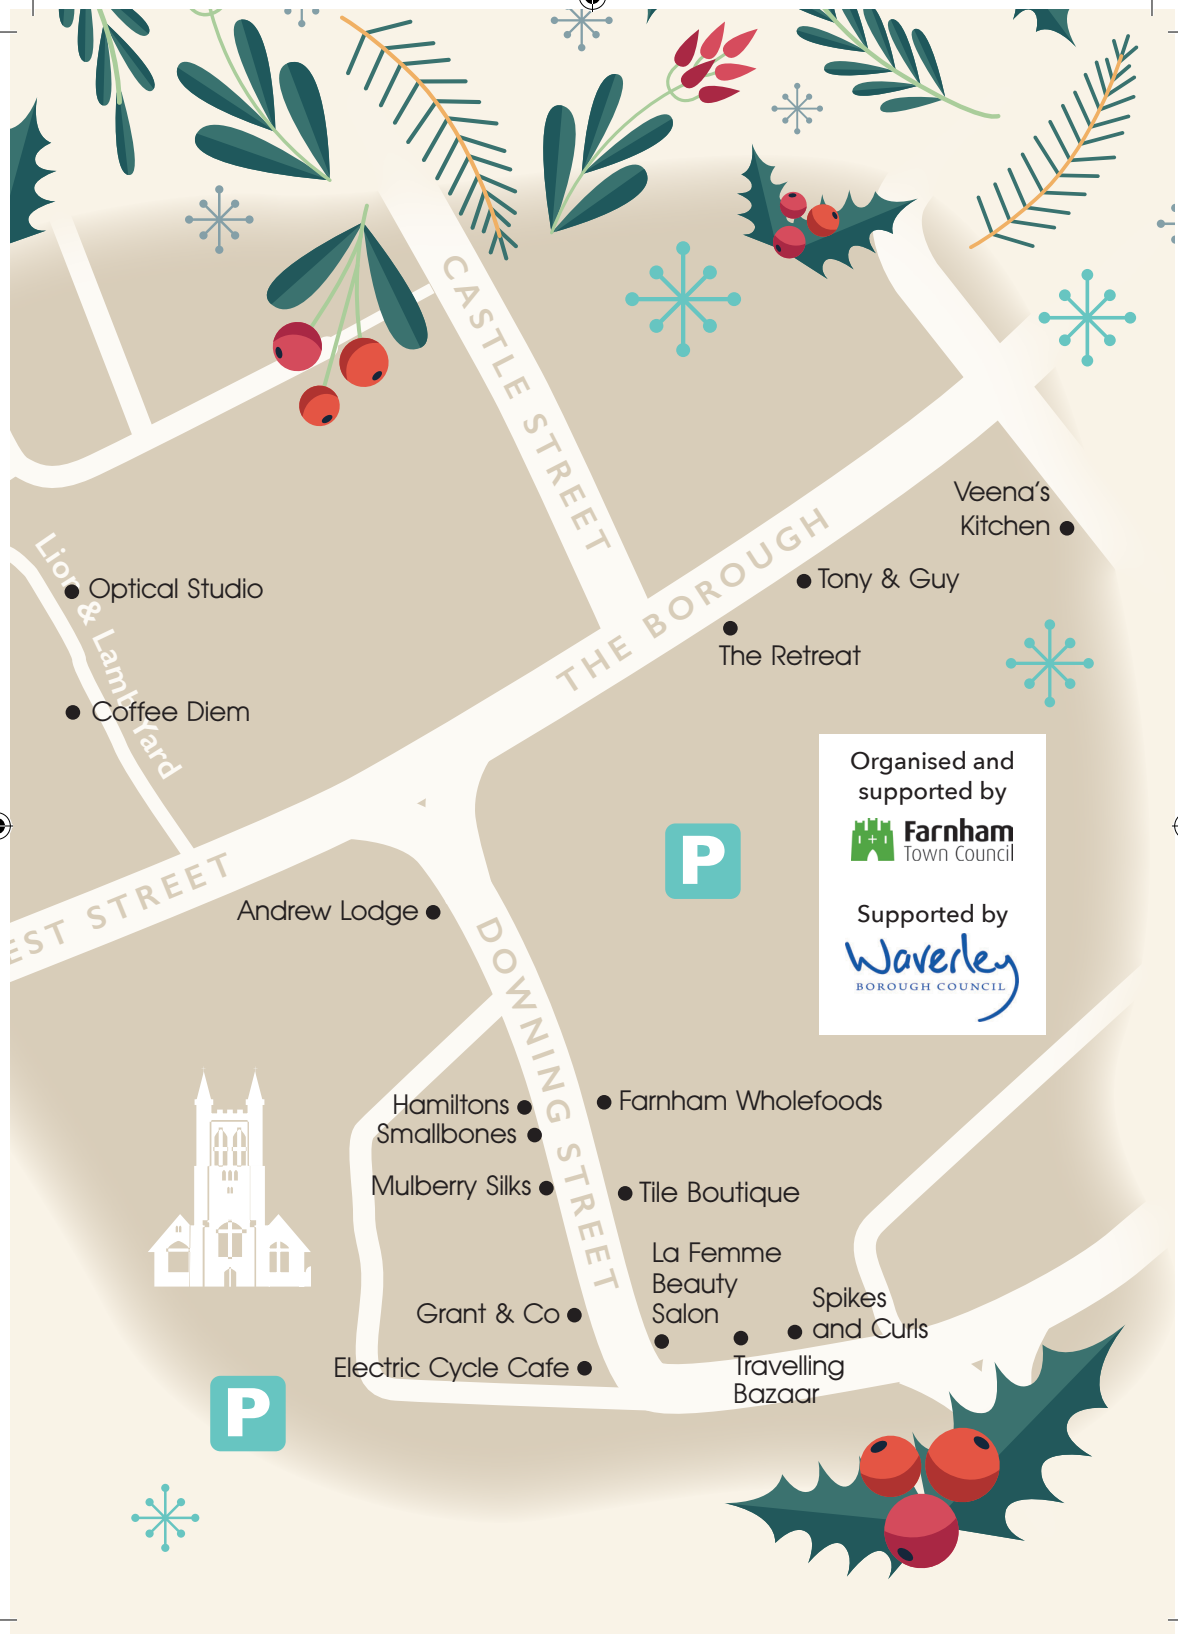 CASTLE STREET
Veena's
Kitchen
THE BOROUGH
Tony & Guy
The Retreat
Lion & Lamb Yard
Optical Studio
Coffee Diem
Organised and
supported by
Farnham
Town Council
Supported by
Waverley
BOROUGH COUNCIL
P
EST STREET
Andrew Lodge
DOWNING STREET
Hamiltons
Smallbones
Farnham Wholefoods
Mulberry Silks
Tile Boutique
La Femme
Beauty
Salon
Spikes
and Curls
Grant & Co
Electric Cycle Cafe
Travelling
Bazaar
P